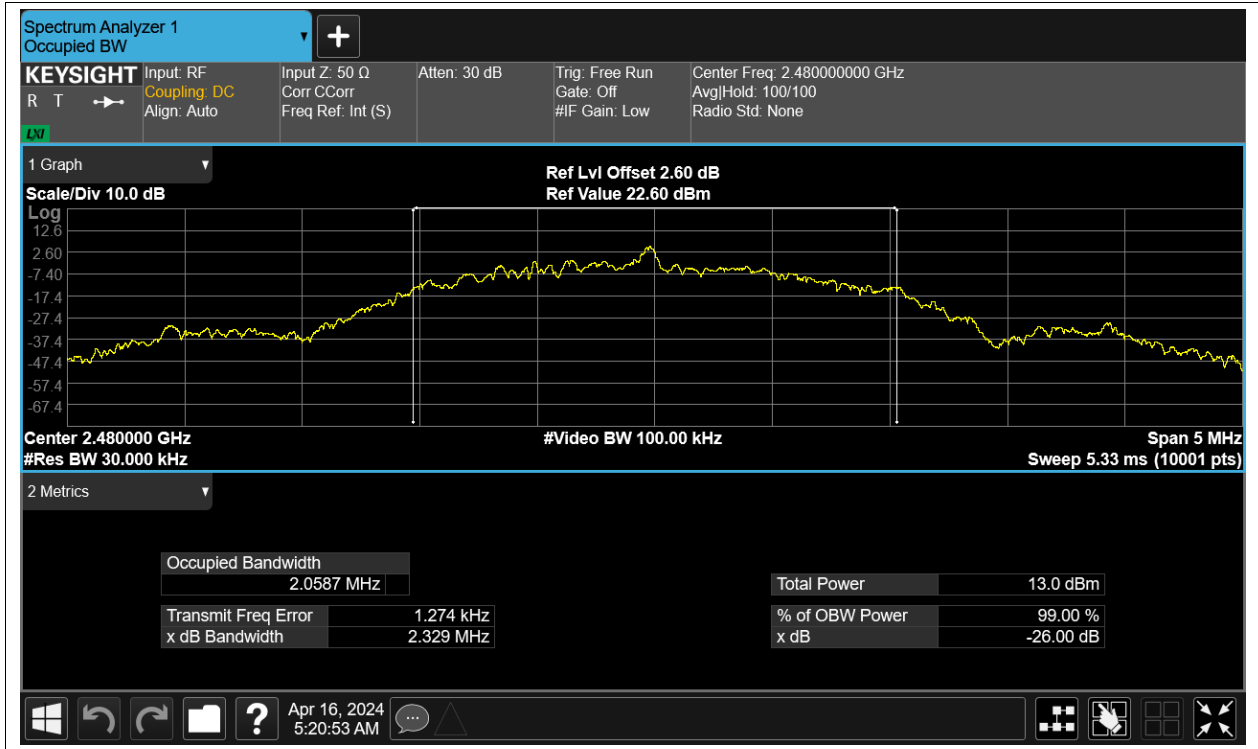 Spectrum Analyzer 1
Occupied BW
+
KEYSIGHT
R T
LXI
Input: RF
Coupling: DC
Align: Auto
Input Z: 50 Ω
Corr CCorr
Freq Ref: Int (S)
Atten: 30 dB
Trig: Free Run
Gate: Off
#IF Gain: Low
Center Freq: 2.480000000 GHz
Avg|Hold: 100/100
Radio Std: None
1 Graph
Scale/Div 10.0 dB
Ref Lvl Offset 2.60 dB
Ref Value 22.60 dBm
Log
12.6
2.60
-7.40
-17.4
-27.4
-37.4
-47.4
-57.4
-67.4
Center 2.480000 GHz
#Video BW 100.00 kHz
Span 5 MHz
#Res BW 30.000 kHz
Sweep 5.33 ms (10001 pts)
2 Metrics
Occupied Bandwidth
2.0587 MHz
Total Power 13.0 dBm
Transmit Freq Error 1.274 kHz
% of OBW Power 99.00 %
x dB Bandwidth 2.329 MHz
x dB -26.00 dB
?
Apr 16, 2024
5:20:53 AM